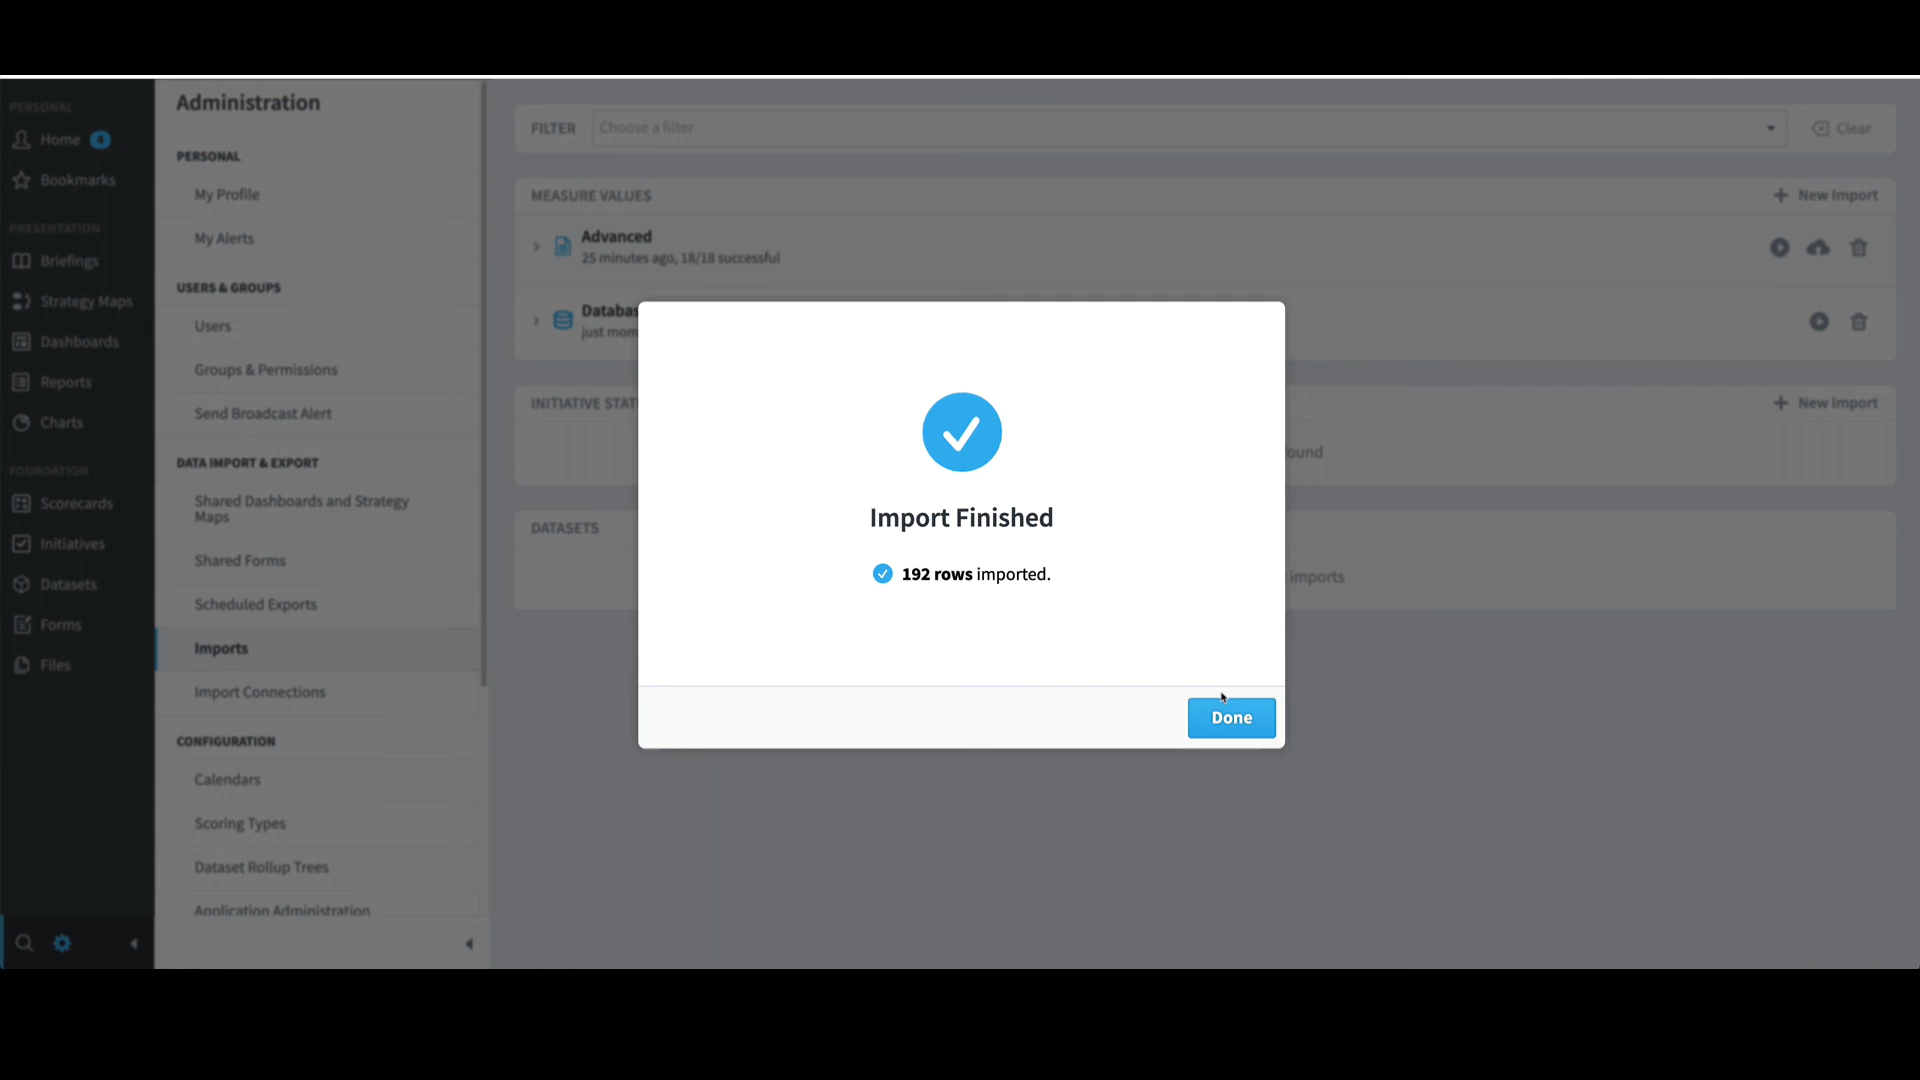 PERSONAL
Home 4
Bookmarks
PRESENTATION
Briefings
Strategy Maps
Dashboards
Reports
Charts
FOUNDATION
Scorecards
Initiatives
Datasets
Forms
Files
Administration
PERSONAL
My Profile
My Alerts
USERS & GROUPS
Users
Groups & Permissions
Send Broadcast Alert
DATA IMPORT & EXPORT
Shared Dashboards and Strategy
Maps
Shared Forms
Scheduled Exports
Imports
Import Connections
CONFIGURATION
Calendars
Scoring Types
Dataset Rollup Trees
Application Administration
FILTER Choose a filter Clear
MEASURE VALUES New Import
Advanced
25 minutes ago, 18/18 successful
Databas
just mom
INITIATIVE STAT New Import
ound
DATASETS
imports
Import Finished
192 rows imported.
Done